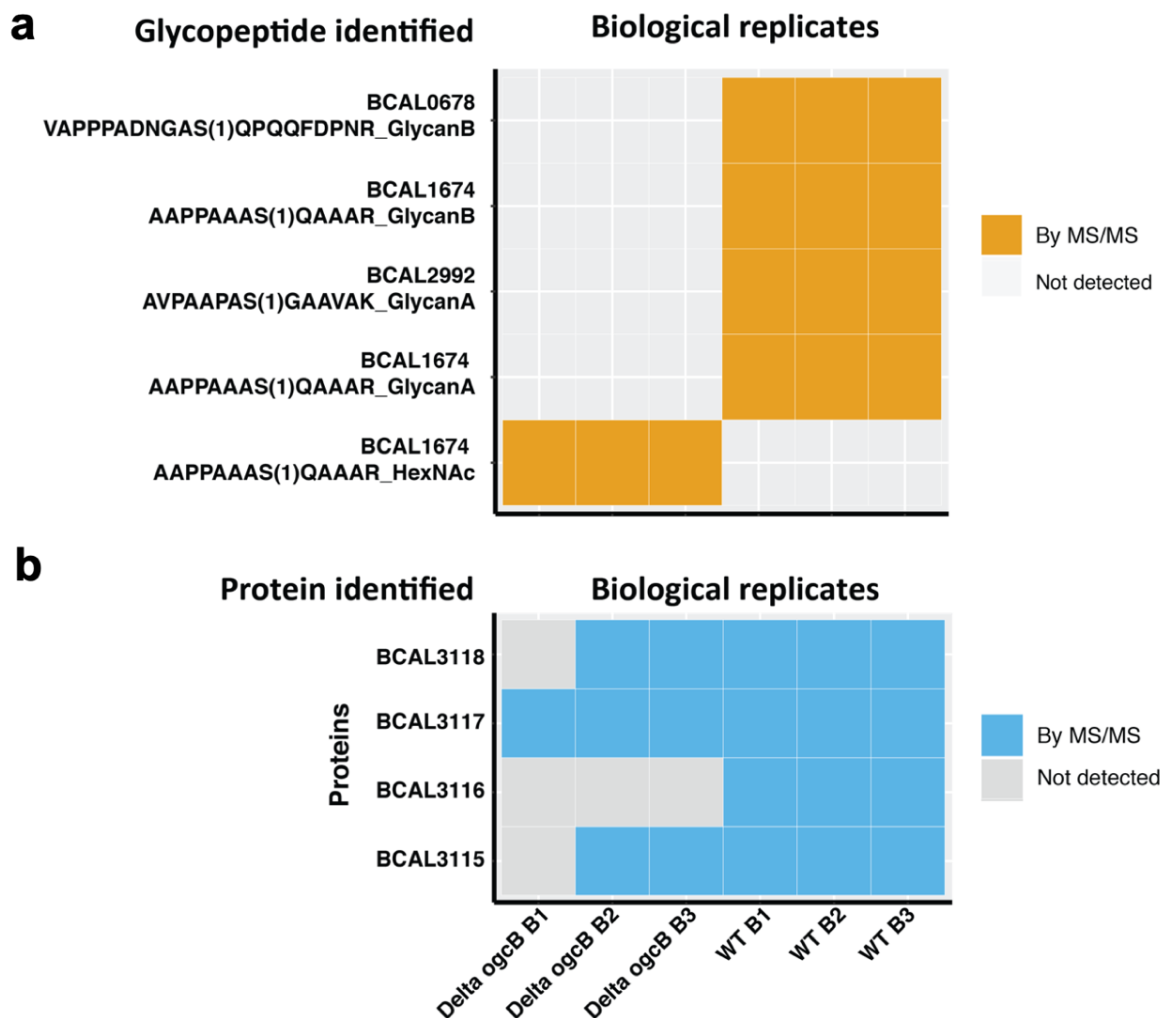 a
Glycopeptide identified
Biological replicates
BCAL0678
VAPPPADNGAS(1)QPQQFDPNR_GlycanB
BCAL1674
AAPPAAAS(1)QAAAR_GlycanB
BCAL2992
AVPAAPAS(1)GAAVAK_GlycanA
BCAL1674
AAPPAAAS(1)QAAAR_GlycanA
BCAL1674
AAPPAAAS(1)QAAAR_HexNAc
By MS/MS
Not detected
b
Protein identified
Biological replicates
Proteins
BCAL3118
BCAL3117
BCAL3116
BCAL3115
By MS/MS
Not detected
Delta ogcB B1
Delta ogcB B2
Delta ogcB B3
WT B1
WT B2
WT B3